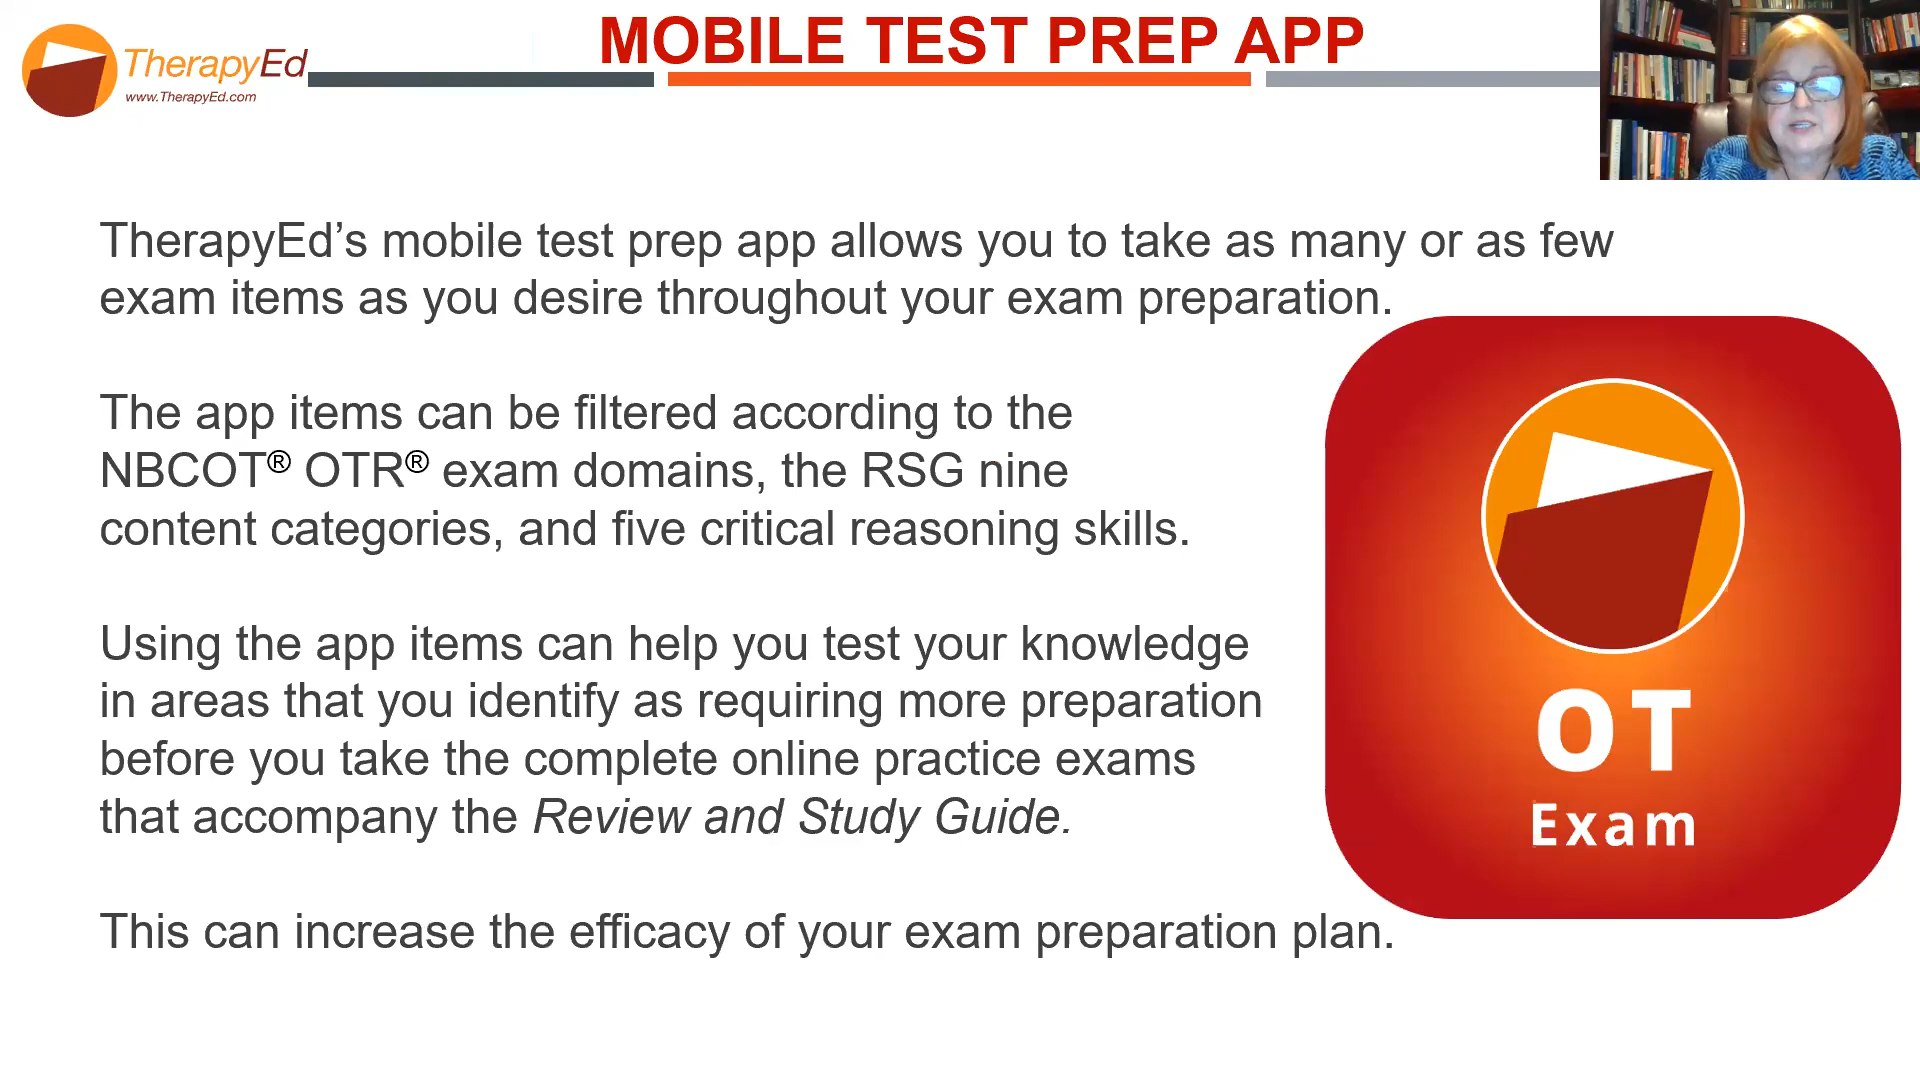 TherapyEd
www.TherapyEd.com
MOBILE TEST PREP APP
TherapyEd’s mobile test prep app allows you to take as many or as few
exam items as you desire throughout your exam preparation.
The app items can be filtered according to the
NBCOT® OTR® exam domains, the RSG nine
content categories, and five critical reasoning skills.
Using the app items can help you test your knowledge
in areas that you identify as requiring more preparation
before you take the complete online practice exams
that accompany the Review and Study Guide.
This can increase the efficacy of your exam preparation plan.
OT
Exam